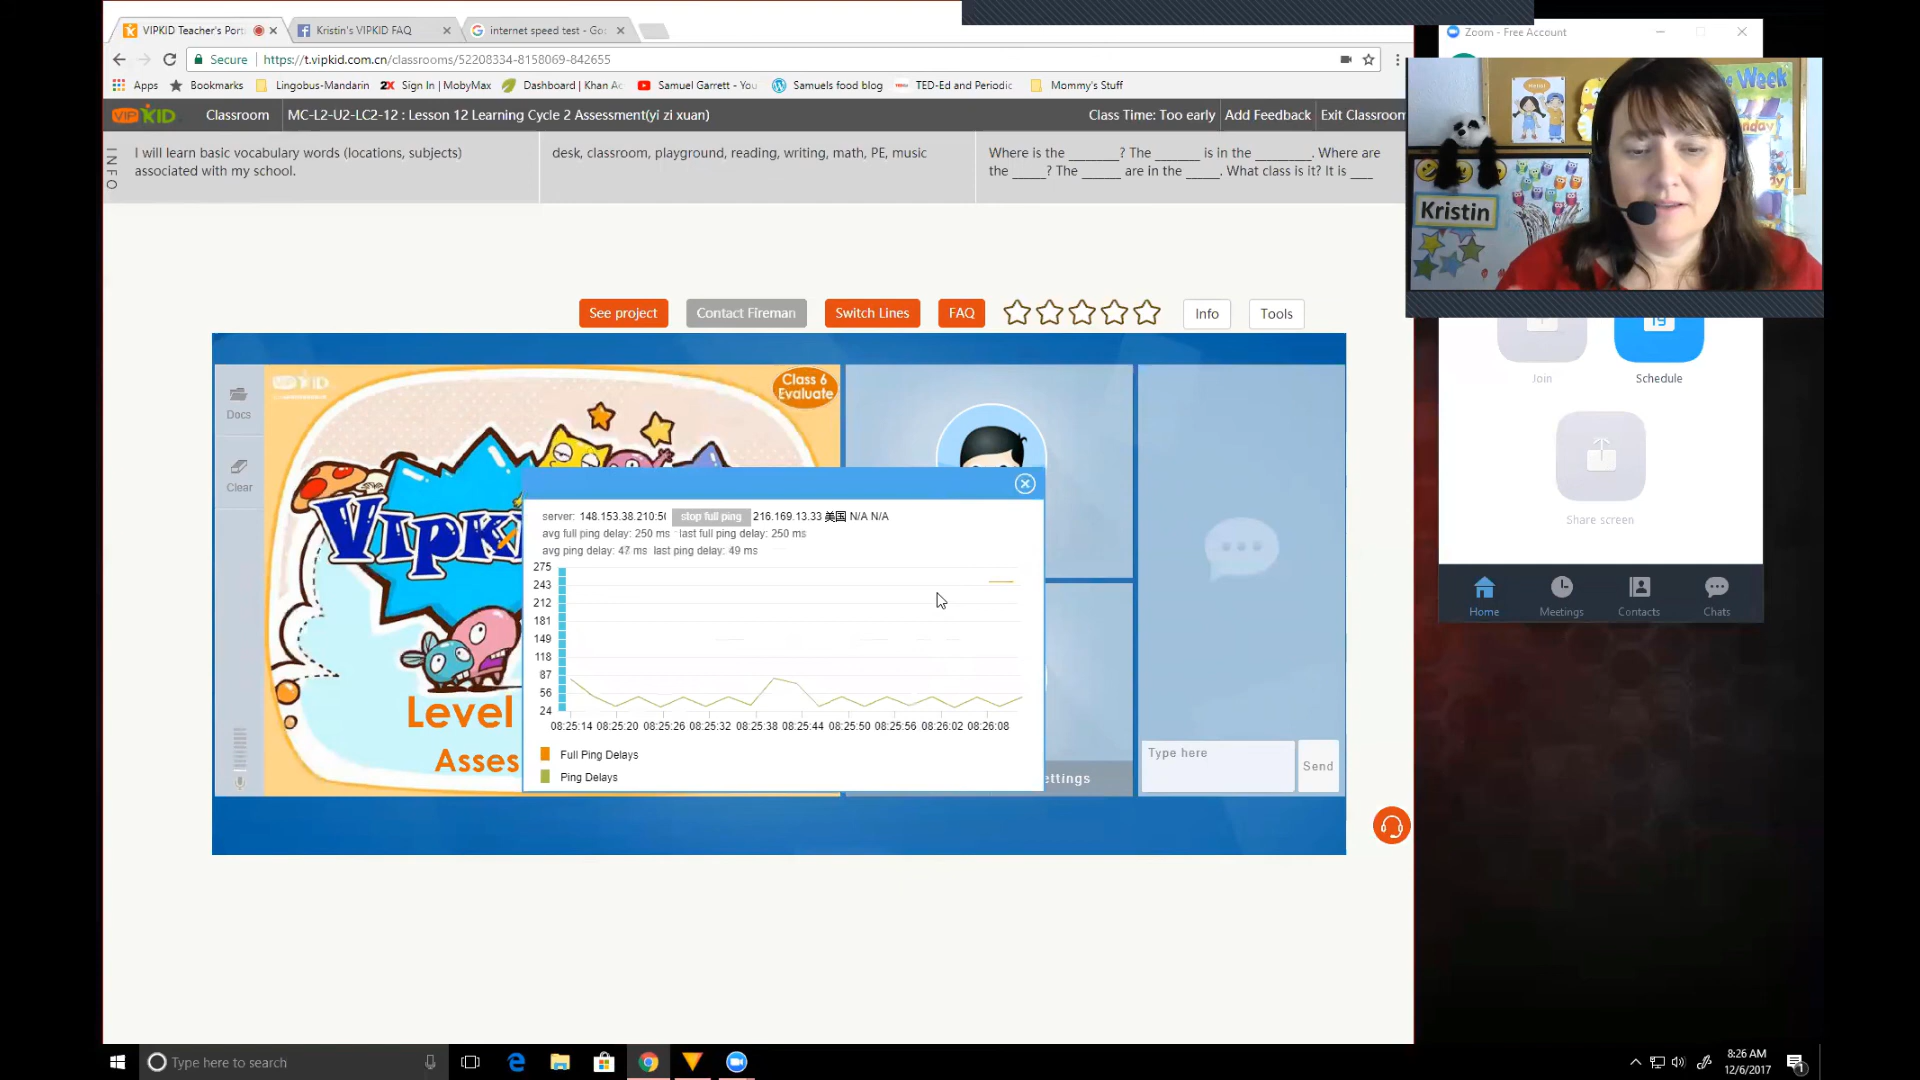 VIPKID Teacher's Port
Kristin's VIPKID FAQ
internet speed test - Go
Zoom - Free Account
Secure
https://t.vipkid.com.cn/classrooms/52208334-8158069-842655
Apps
Bookmarks
Lingobus-Mandarin
2X
Sign In | MobyMax
Dashboard | Khan Ac
Samuel Garrett - You
Samuels food blog
TED-Ed and Periodic
Mommy's Stuff
VIPKID
Classroom
MC-L2-U2-LC2-12 : Lesson 12 Learning Cycle 2 Assessment(yi zi xuan)
Class Time: Too early
Add Feedback
Exit Classroom
INFO
I will learn basic vocabulary words (locations, subjects)
associated with my school.
desk, classroom, playground, reading, writing, math, PE, music
Where is the ________? The _______ is in the _________. Where are
the _____? The ______ are in the _____. What class is it? It is ____
Hello!
Week
Kristin
See project
Contact Fireman
Switch Lines
FAQ
Info
Tools
19
Join
Schedule
Share screen
Home
Meetings
Contacts
Chats
Docs
Clear
VIPKID
Class 6
Evaluate
VIPK
Level
Asses
server: 148.153.38.210:50
stop full ping
216.169.13.33 美国 N/A N/A
avg full ping delay: 250 ms last full ping delay: 250 ms
avg ping delay: 47 ms last ping delay: 49 ms
275
243
212
181
149
118
87
56
24
08:25:14 08:25:20 08:25:26 08:25:32 08:25:38 08:25:44 08:25:50 08:25:56 08:26:02 08:26:08
Full Ping Delays
Ping Delays
ettings
Type here
Send
Type here to search
8:26 AM
12/6/2017
1